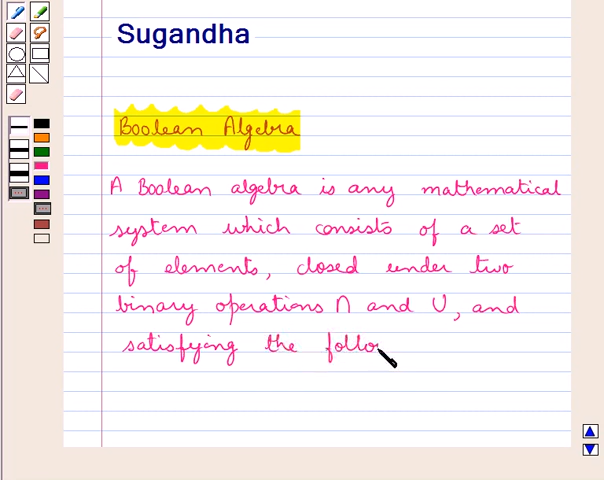 Sugandha
Boolean Algebra
A Boolean algebra is any mathematical
system which consists of a set
of elements, closed under two
binary operations ∩ and ∪, and
satisfying the follo